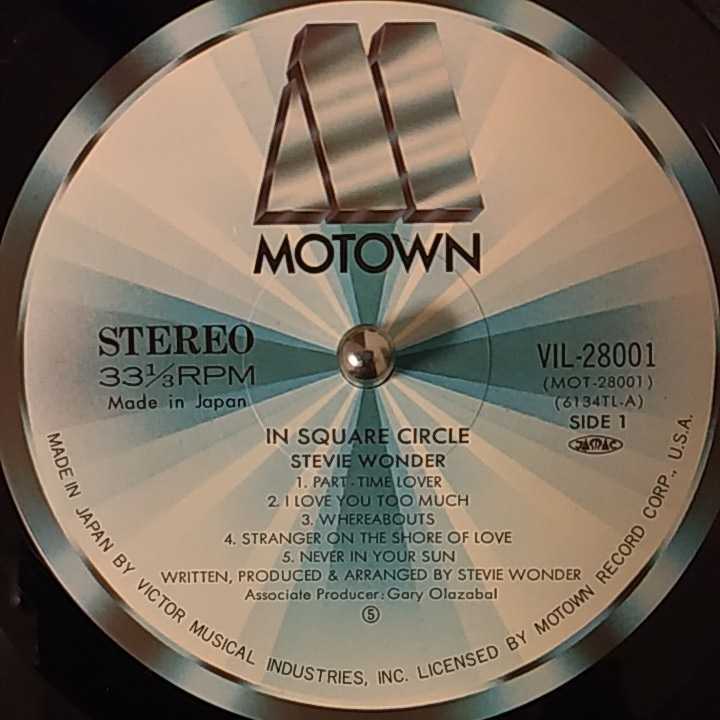 MOTOWN
STEREO
33⅓RPM
Made in Japan
VIL-28001
(MOT-28001)
(6134TL-A)
SIDE 1
JASRAC
IN SQUARE CIRCLE
STEVIE WONDER
1. PART-TIME LOVER
2. I LOVE YOU TOO MUCH
3. WHEREABOUTS
4. STRANGER ON THE SHORE OF LOVE
5. NEVER IN YOUR SUN
WRITTEN, PRODUCED & ARRANGED BY STEVIE WONDER
Associate Producer: Gary Olazabal
⑤
MADE IN JAPAN BY VICTOR MUSICAL INDUSTRIES, INC. LICENSED BY MOTOWN RECORD CORP., U.S.A.